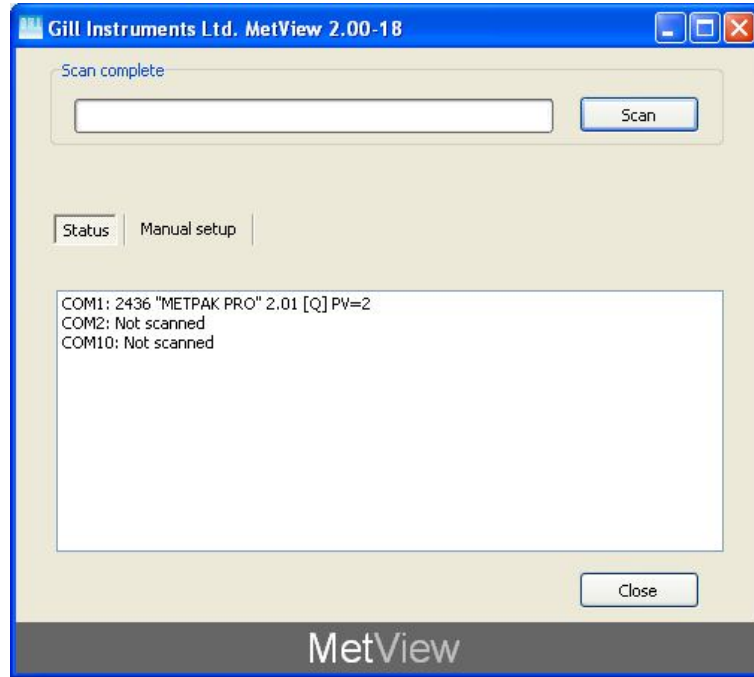 Gill Instruments Ltd. MetView 2.00-18
Scan complete
Scan
Status Manual setup
COM1: 2436 "METPAK PRO" 2.01 [Q] PV=2
COM2: Not scanned
COM10: Not scanned
Close
MetView